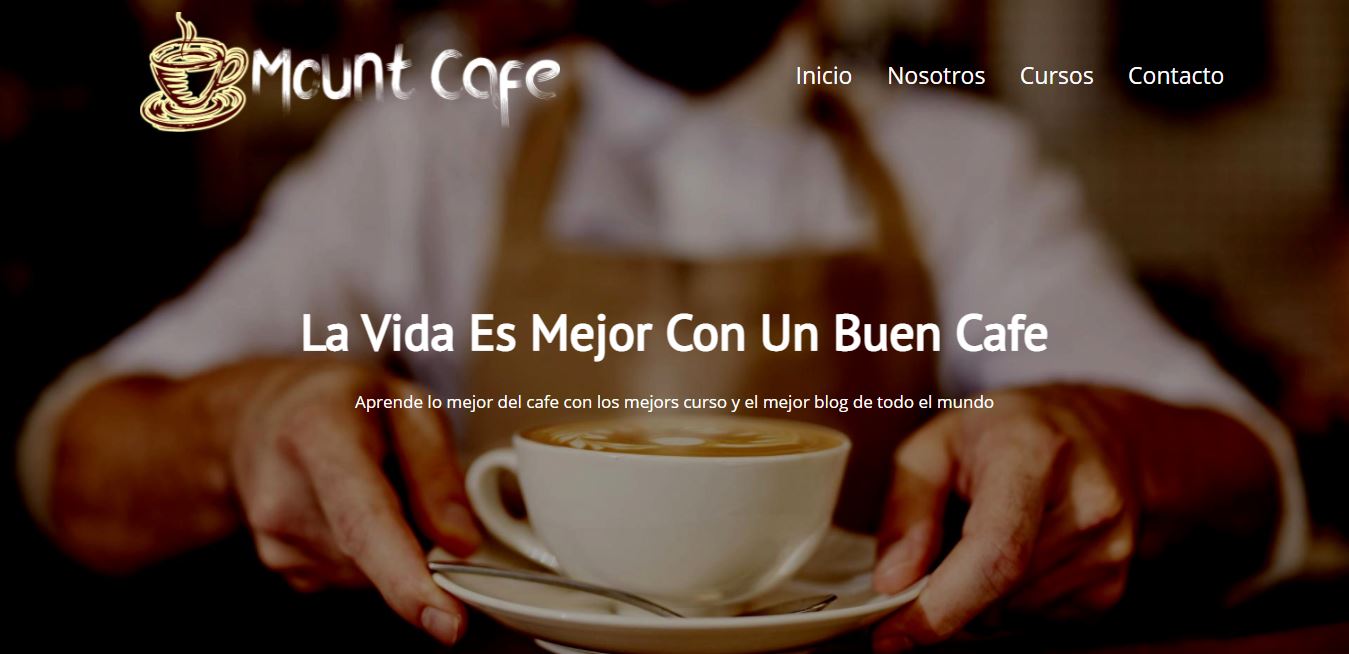 Mount Cafe
Inicio Nosotros Cursos Contacto
La Vida Es Mejor Con Un Buen Cafe
Aprende lo mejor del cafe con los mejors curso y el mejor blog de todo el mundo